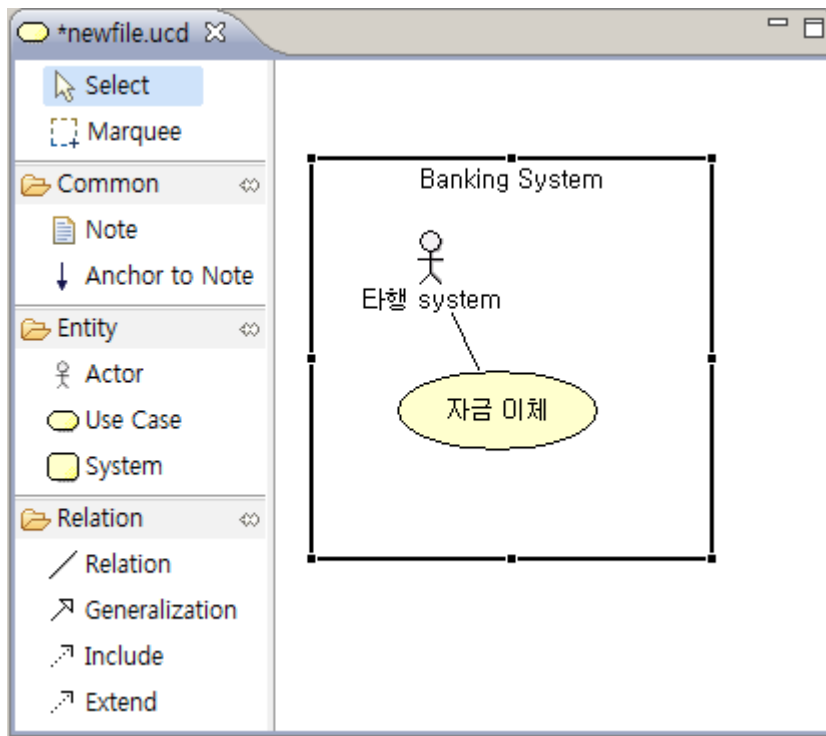 *newfile.ucd
Select
Marquee
Common
Note
Anchor to Note
Entity
Actor
Use Case
System
Relation
Relation
Generalization
Include
Extend
Banking System
타행 system
자금 이체